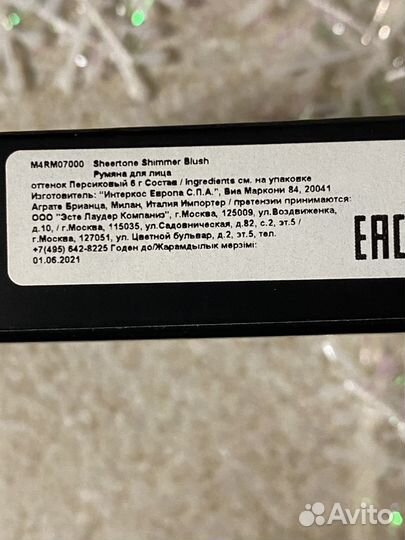 M4RM07000 Sheertone Shimmer Blush
Румяна для лица
оттенок Персиковый 6 г Состав / Ingredients см. на упаковке
Изготовитель: "Интеркос Европа С.П.А.", Виа Маркони 84, 20041
Аграте Брианца, Милан, Италия Импортер / претензии принимаются:
ООО "Эсте Лаудер Компаниз", г.Москва, 125009, ул.Воздвиженка,
д.10, / г.Москва, 115035, ул.Садовническая, д.82, с.2, эт.5 /
г.Москва, 127051, ул. Цветной бульвар, д.2, эт.5, тел.
+7(495) 642-8225 Годен до/Жарамдылық мерзімі:
01.06.2021
EAC
Avito